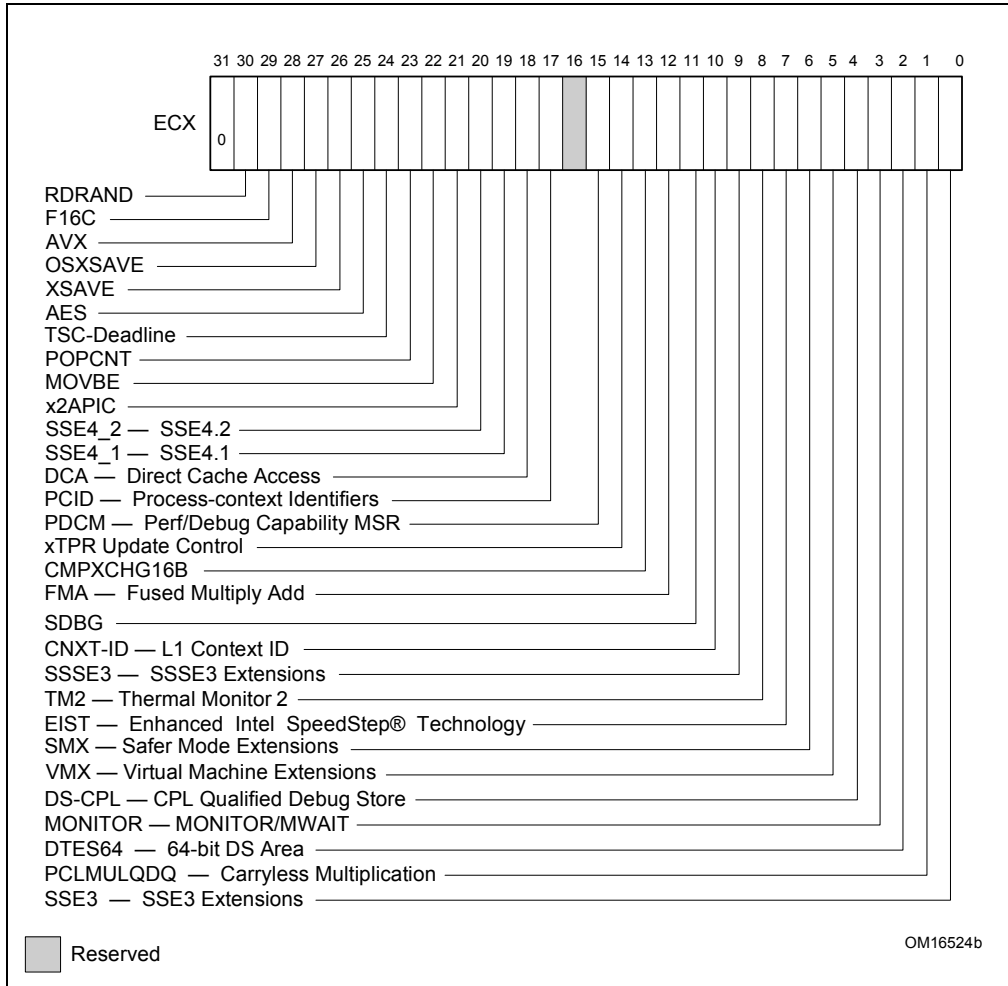 31 30 29 28 27 26 25 24 23 22 21 20 19 18 17 16 15 14 13 12 11 10 9 8 7 6 5 4 3 2 1 0
ECX
0
RDRAND
F16C
AVX
OSXSAVE
XSAVE
AES
TSC-Deadline
POPCNT
MOVBE
x2APIC
SSE4_2 — SSE4.2
SSE4_1 — SSE4.1
DCA — Direct Cache Access
PCID — Process-context Identifiers
PDCM — Perf/Debug Capability MSR
xTPR Update Control
CMPXCHG16B
FMA — Fused Multiply Add
SDBG
CNXT-ID — L1 Context ID
SSSE3 — SSSE3 Extensions
TM2 — Thermal Monitor 2
EIST — Enhanced Intel SpeedStep® Technology
SMX — Safer Mode Extensions
VMX — Virtual Machine Extensions
DS-CPL — CPL Qualified Debug Store
MONITOR — MONITOR/MWAIT
DTES64 — 64-bit DS Area
PCLMULQDQ — Carryless Multiplication
SSE3 — SSE3 Extensions
Reserved
OM16524b